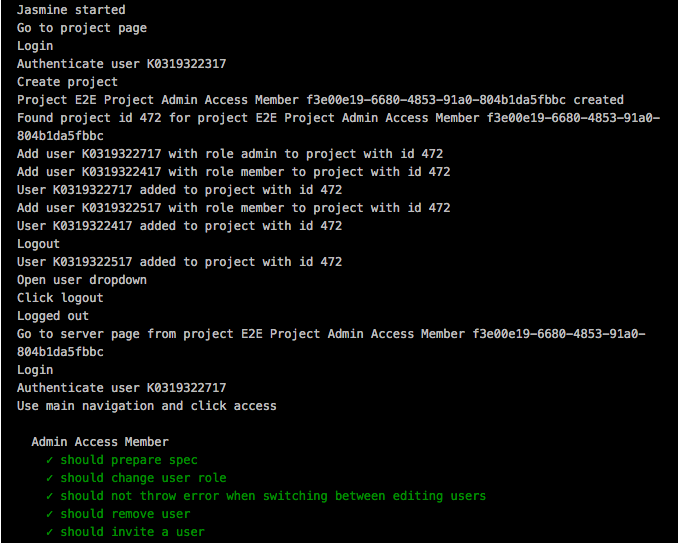 Jasmine started
Go to project page
Login
Authenticate user K0319322317
Create project
Project E2E Project Admin Access Member f3e00e19-6680-4853-91a0-804b1da5fbbc created
Found project id 472 for project E2E Project Admin Access Member f3e00e19-6680-4853-91a0-
804b1da5fbbc
Add user K0319322717 with role admin to project with id 472
Add user K0319322417 with role member to project with id 472
User K0319322717 added to project with id 472
Add user K0319322517 with role member to project with id 472
User K0319322417 added to project with id 472
Logout
User K0319322517 added to project with id 472
Open user dropdown
Click logout
Logged out
Go to server page from project E2E Project Admin Access Member f3e00e19-6680-4853-91a0-
804b1da5fbbc
Login
Authenticate user K0319322717
Use main navigation and click access
Admin Access Member
✓ should prepare spec
✓ should change user role
✓ should not throw error when switching between editing users
✓ should remove user
✓ should invite a user